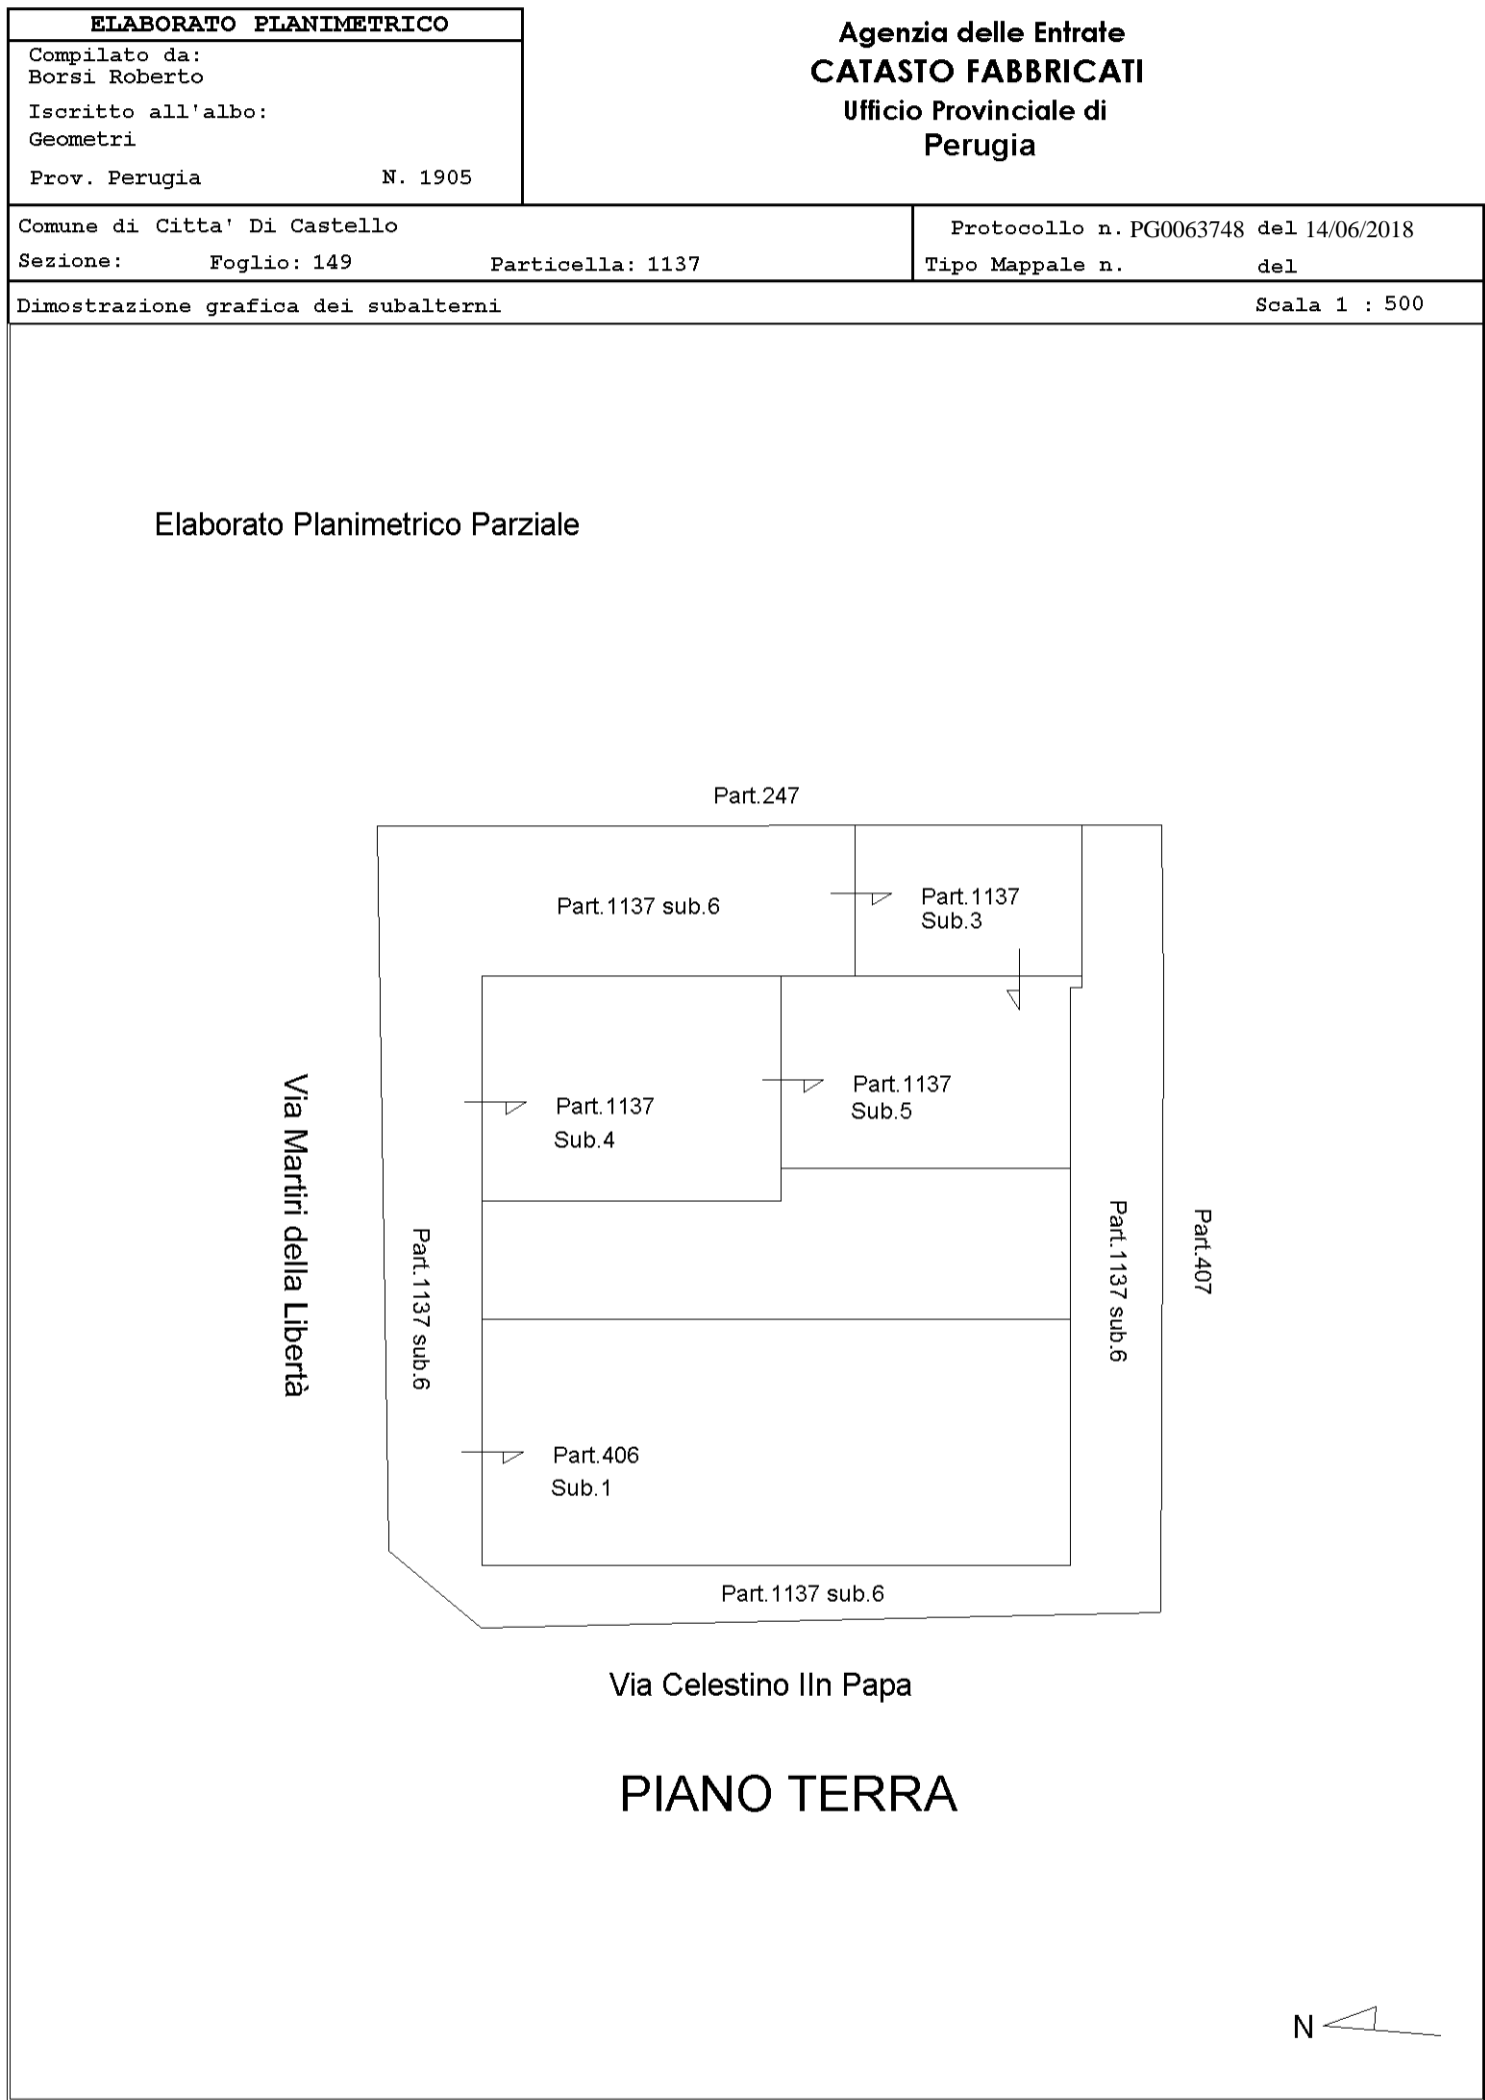 ELABORATO PLANIMETRICO
Compilato da:
Borsi Roberto
Iscritto all'albo:
Geometri
Prov. Perugia N. 1905
Agenzia delle Entrate
CATASTO FABBRICATI
Ufficio Provinciale di
Perugia
Comune di Citta' Di Castello
Sezione: Foglio: 149 Particella: 1137
Protocollo n. PG0063748 del 14/06/2018
Tipo Mappale n. del
Dimostrazione grafica dei subalterni Scala 1 : 500
Elaborato Planimetrico Parziale
Part.247
Part.1137 sub.6
Part.1137
Sub.3
Part.1137
Sub.4
Part.1137
Sub.5
Via Martiri della Libertà
Part.1137 sub.6
Part.1137 sub.6
Part.407
Part.406
Sub.1
Part.1137 sub.6
Via Celestino IIn Papa
PIANO TERRA
N